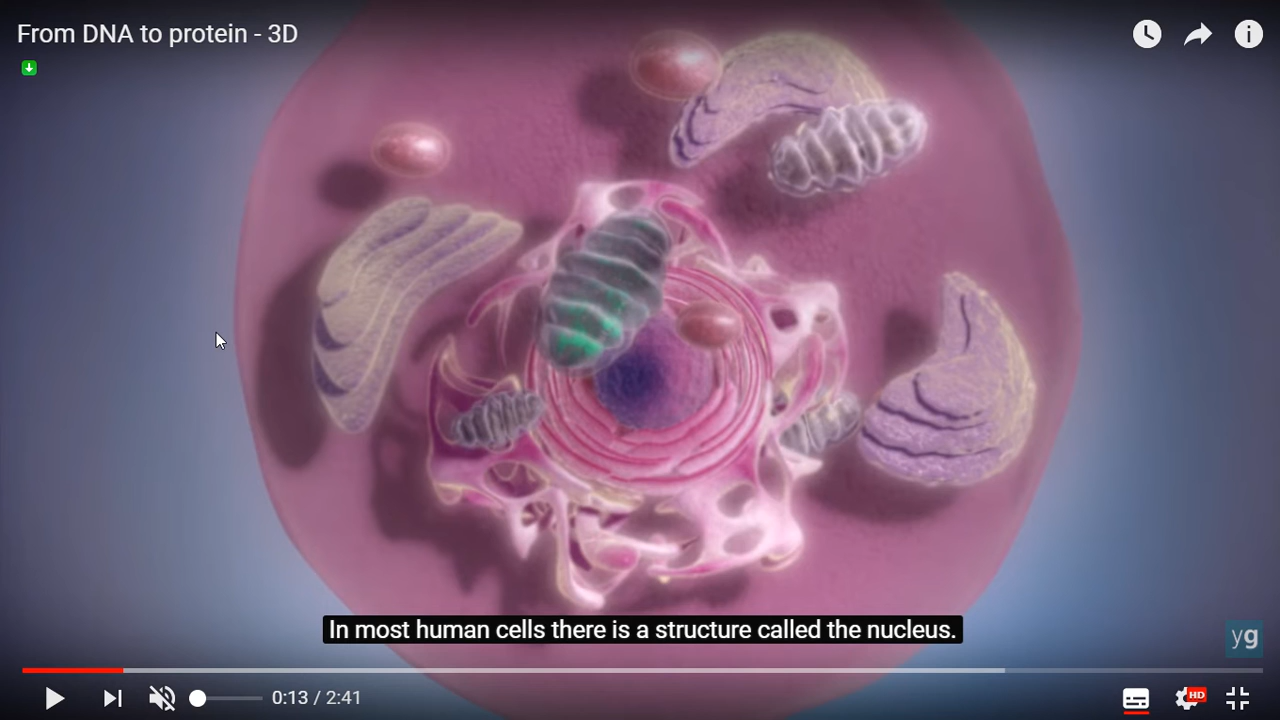 From DNA to protein - 3D
In most human cells there is a structure called the nucleus.
yg
0:13 / 2:41
HD